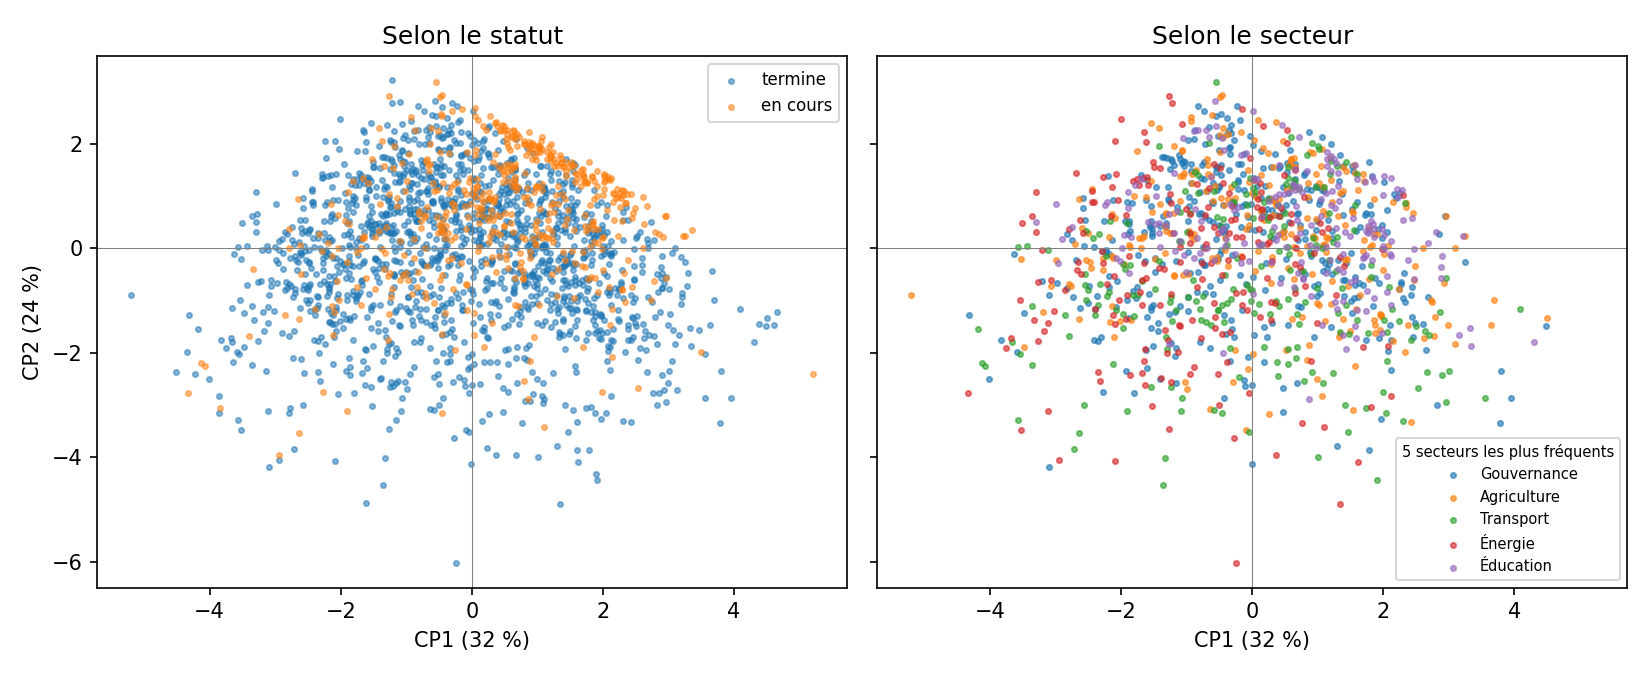 Selon le statut
termine
en cours
2
0
−2
−4
−6
CP2 (24 %)
−4
−2
0
2
4
CP1 (32 %)
Selon le secteur
5 secteurs les plus fréquents
Gouvernance
Agriculture
Transport
Énergie
Éducation
−4
−2
0
2
4
CP1 (32 %)